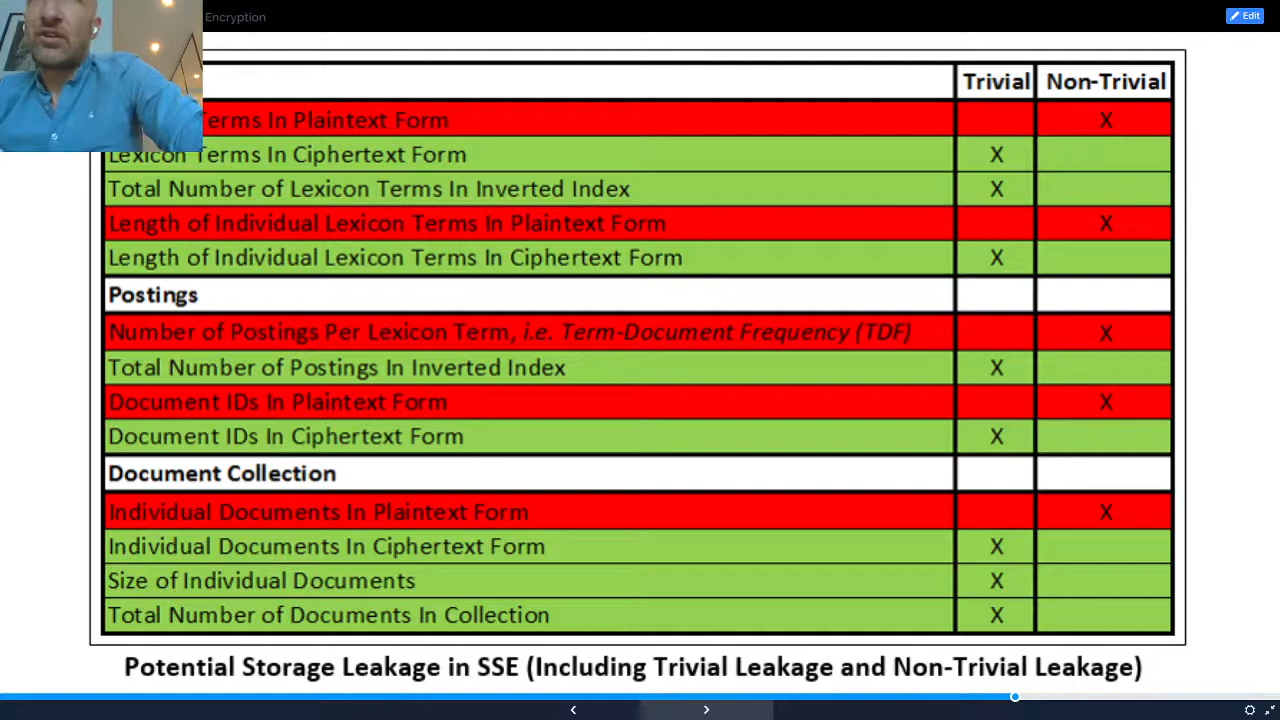 Encryption
Edit
Trivial Non-Trivial
Terms In Plaintext Form X
Lexicon Terms In Ciphertext Form X
Total Number of Lexicon Terms In Inverted Index X
Length of Individual Lexicon Terms In Plaintext Form X
Length of Individual Lexicon Terms In Ciphertext Form X
Postings
Number of Postings Per Lexicon Term, i.e. Term-Document Frequency (TDF) X
Total Number of Postings In Inverted Index X
Document IDs In Plaintext Form X
Document IDs In Ciphertext Form X
Document Collection
Individual Documents In Plaintext Form X
Individual Documents In Ciphertext Form X
Size of Individual Documents X
Total Number of Documents In Collection X
Potential Storage Leakage in SSE (Including Trivial Leakage and Non-Trivial Leakage)